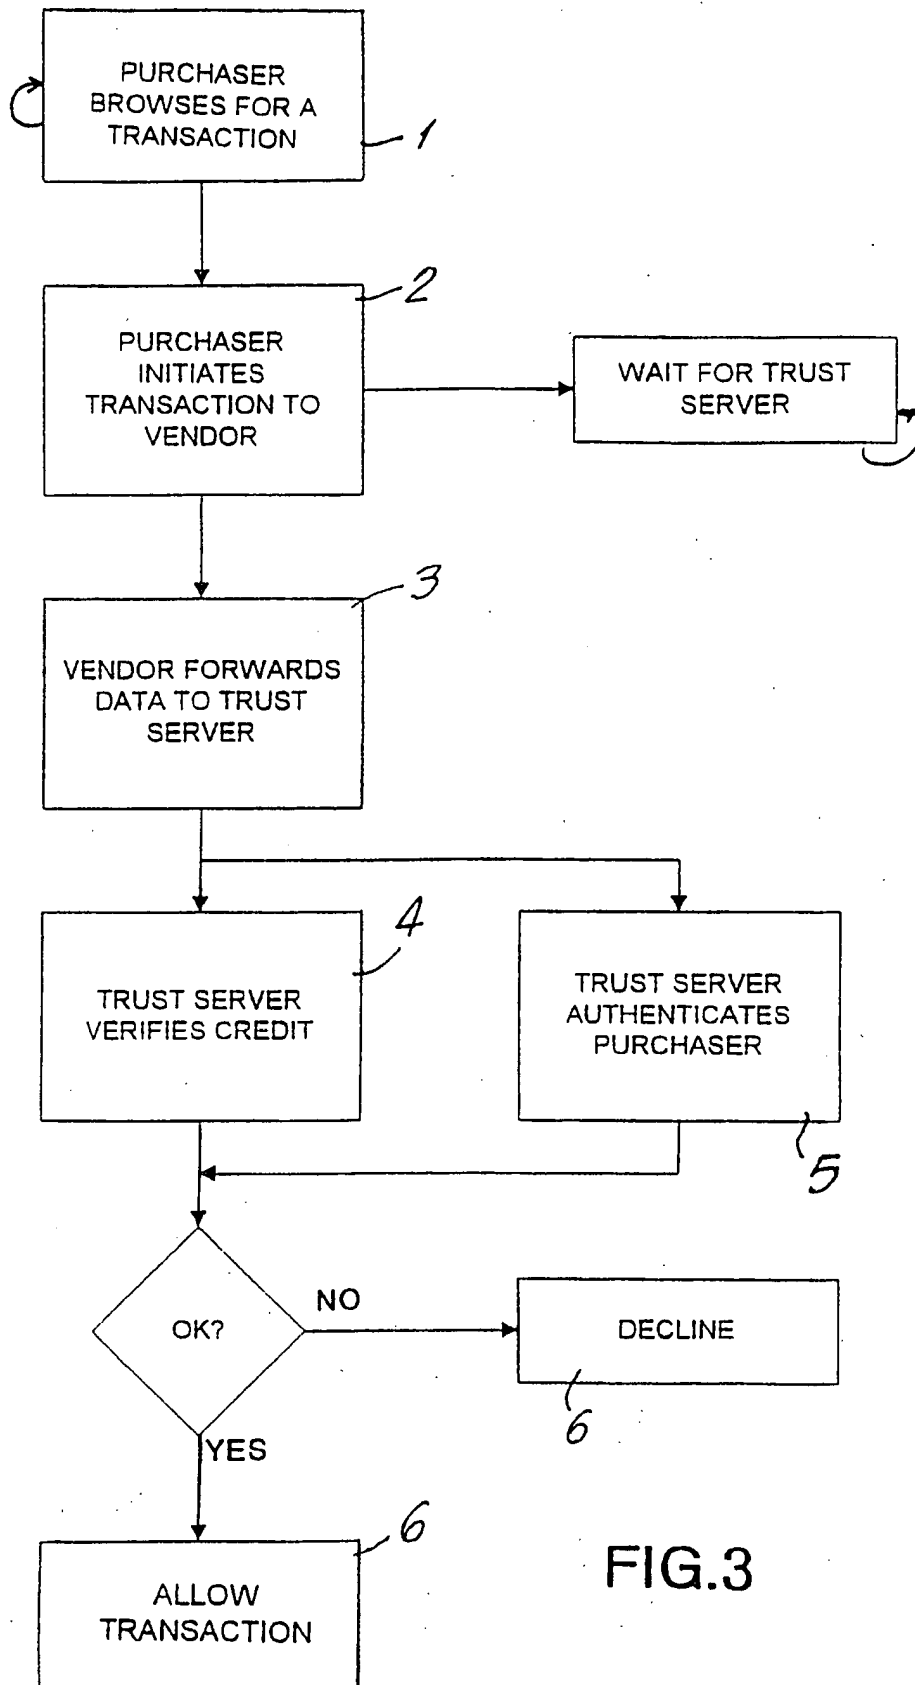 PURCHASER
BROWSES FOR A
TRANSACTION
1
2
PURCHASER
INITIATES
TRANSACTION TO
VENDOR
WAIT FOR TRUST
SERVER
3
VENDOR FORWARDS
DATA TO TRUST
SERVER
4
TRUST SERVER
VERIFIES CREDIT
TRUST SERVER
AUTHENTICATES
PURCHASER
5
OK?
NO
DECLINE
6
YES
6
ALLOW
TRANSACTION
FIG.3